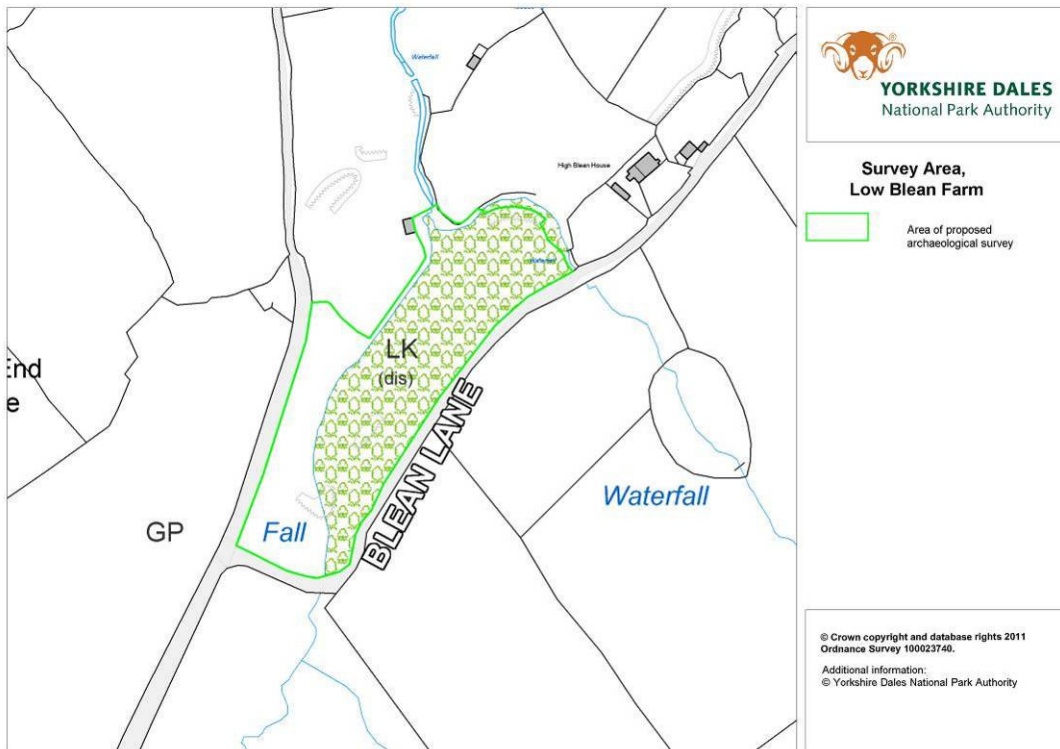 Waterfall
High Blean House
Waterfall
End
e
LK
(dis)
BLEAN LANE
Waterfall
GP
Fall
®
YORKSHIRE DALES
National Park Authority
Survey Area,
Low Blean Farm
Area of proposed
archaeological survey
© Crown copyright and database rights 2011
Ordnance Survey 100023740.
Additional information:
© Yorkshire Dales National Park Authority